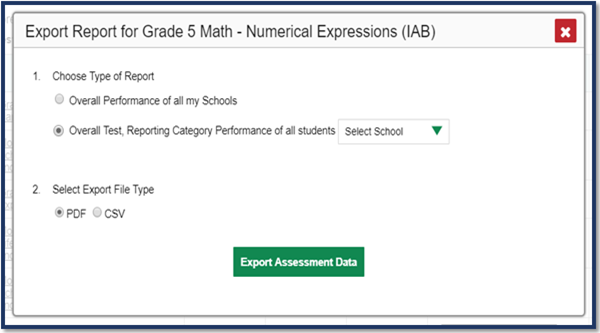 Export Report for Grade 5 Math - Numerical Expressions (IAB)
1. Choose Type of Report
Overall Performance of all my Schools
Overall Test, Reporting Category Performance of all students Select School
2. Select Export File Type
PDF CSV
Export Assessment Data